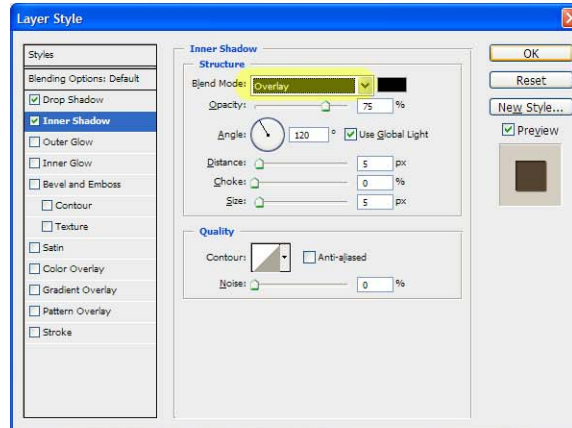 Layer Style
Styles
Blending Options: Default
Drop Shadow
Inner Shadow
Outer Glow
Inner Glow
Bevel and Emboss
Contour
Texture
Satin
Color Overlay
Gradient Overlay
Pattern Overlay
Stroke
Inner Shadow
Structure
Blend Mode: Overlay
Opacity: 75 %
Angle: 120 ° Use Global Light
Distance: 5 px
Choke: 0 %
Size: 5 px
Quality
Contour: Anti-aliased
Noise: 0 %
OK
Reset
New Style...
Preview